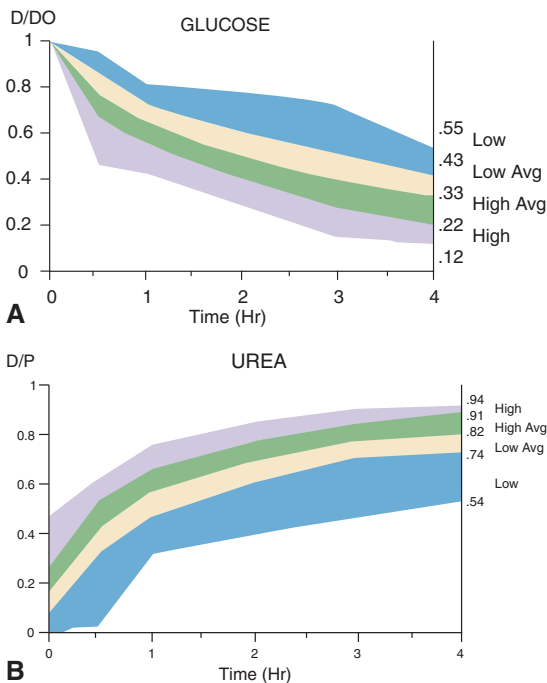 D/DO
GLUCOSE
1
0.8
0.6
0.4
0.2
0
.55
Low
.43
Low Avg
.33
High Avg
.22
High
.12
0 1 2 3 4
Time (Hr)
A
D/P
UREA
1
0.8
0.6
0.4
0.2
0
.94
High
.91
High Avg
.82
Low Avg
.74
Low
.54
0 1 2 3 4
Time (Hr)
B